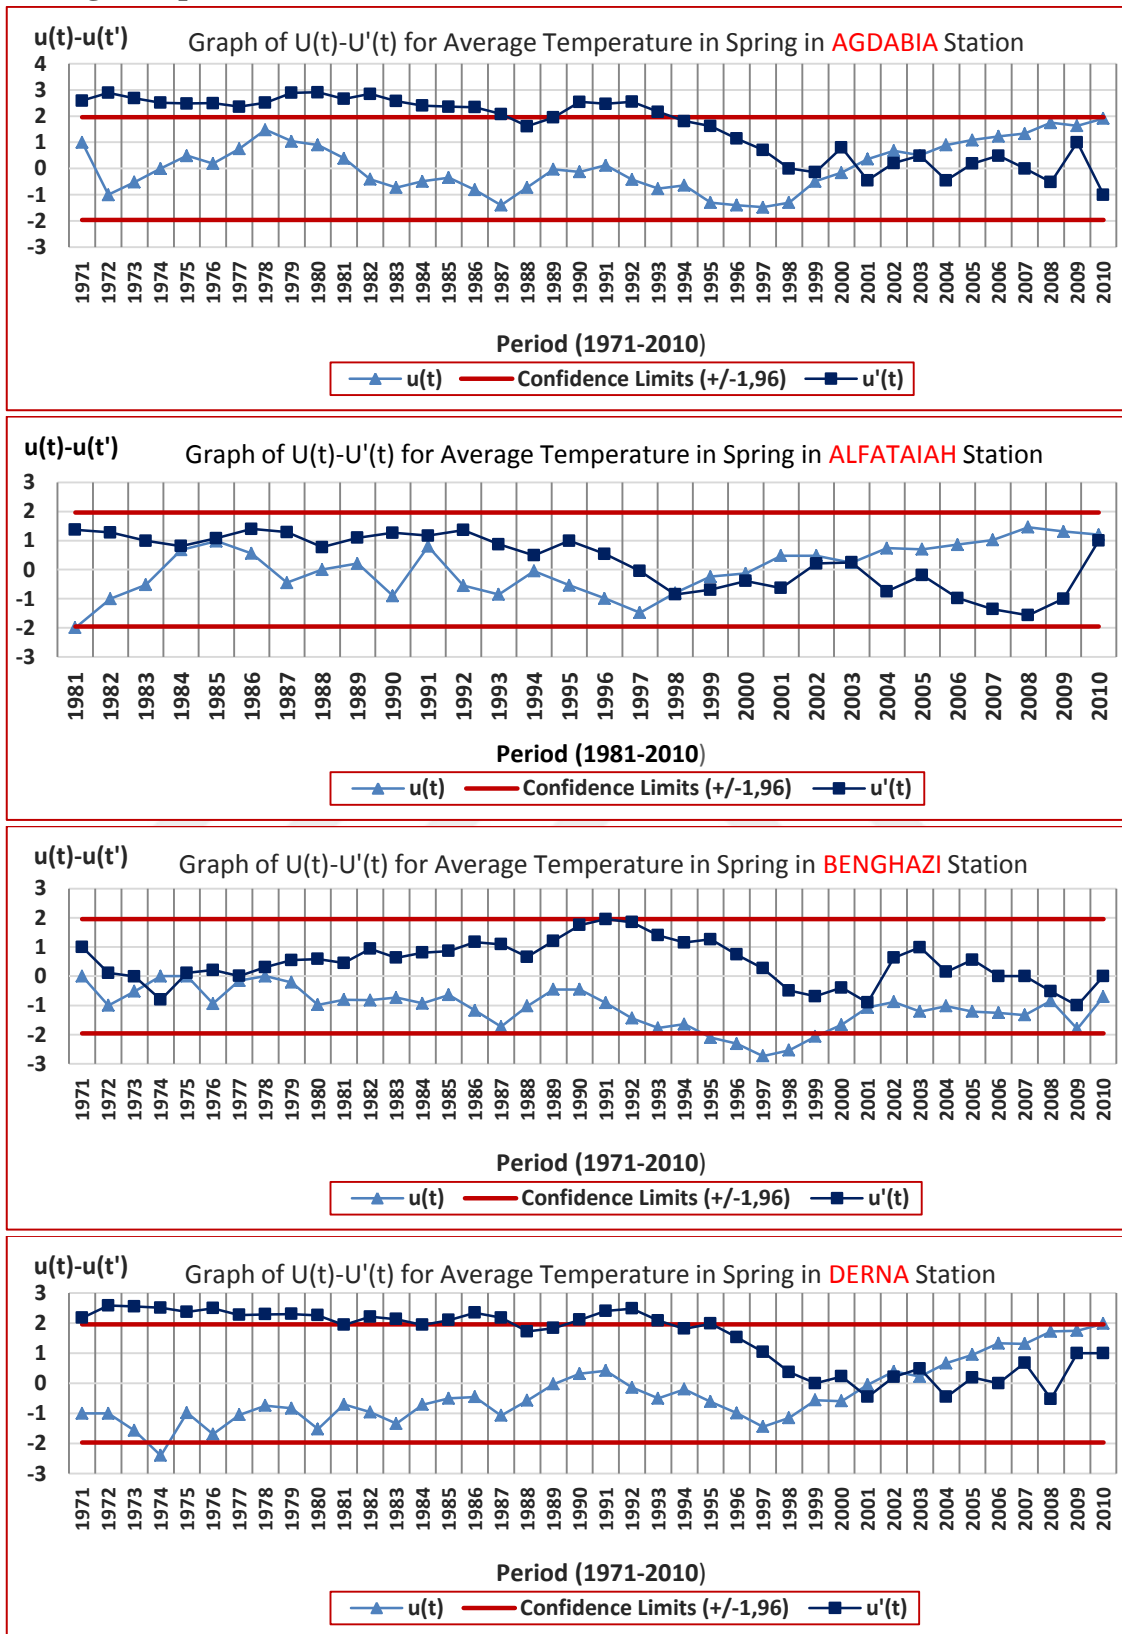 u(t)-u(t')
Graph of U(t)-U'(t) for Average Temperature in Spring in AGDABIA Station
4
3
2
1
0
-1
-2
-3
1971 1972 1973 1974 1975 1976 1977 1978 1979 1980 1981 1982 1983 1984 1985 1986 1987 1988 1989 1990 1991 1992 1993 1994 1995 1996 1997 1998 1999 2000 2001 2002 2003 2004 2005 2006 2007 2008 2009 2010
Period (1971-2010)
u(t) Confidence Limits (+/-1,96) u'(t)
u(t)-u(t')
Graph of U(t)-U'(t) for Average Temperature in Spring in ALFATAIAH Station
3
2
1
0
-1
-2
-3
1981 1982 1983 1984 1985 1986 1987 1988 1989 1990 1991 1992 1993 1994 1995 1996 1997 1998 1999 2000 2001 2002 2003 2004 2005 2006 2007 2008 2009 2010
Period (1981-2010)
u(t) Confidence Limits (+/-1,96) u'(t)
u(t)-u(t')
Graph of U(t)-U'(t) for Average Temperature in Spring in BENGHAZI Station
3
2
1
0
-1
-2
-3
1971 1972 1973 1974 1975 1976 1977 1978 1979 1980 1981 1982 1983 1984 1985 1986 1987 1988 1989 1990 1991 1992 1993 1994 1995 1996 1997 1998 1999 2000 2001 2002 2003 2004 2005 2006 2007 2008 2009 2010
Period (1971-2010)
u(t) Confidence Limits (+/-1,96) u'(t)
u(t)-u(t')
Graph of U(t)-U'(t) for Average Temperature in Spring in DERNA Station
3
2
1
0
-1
-2
-3
1971 1972 1973 1974 1975 1976 1977 1978 1979 1980 1981 1982 1983 1984 1985 1986 1987 1988 1989 1990 1991 1992 1993 1994 1995 1996 1997 1998 1999 2000 2001 2002 2003 2004 2005 2006 2007 2008 2009 2010
Period (1971-2010)
u(t) Confidence Limits (+/-1,96) u'(t)